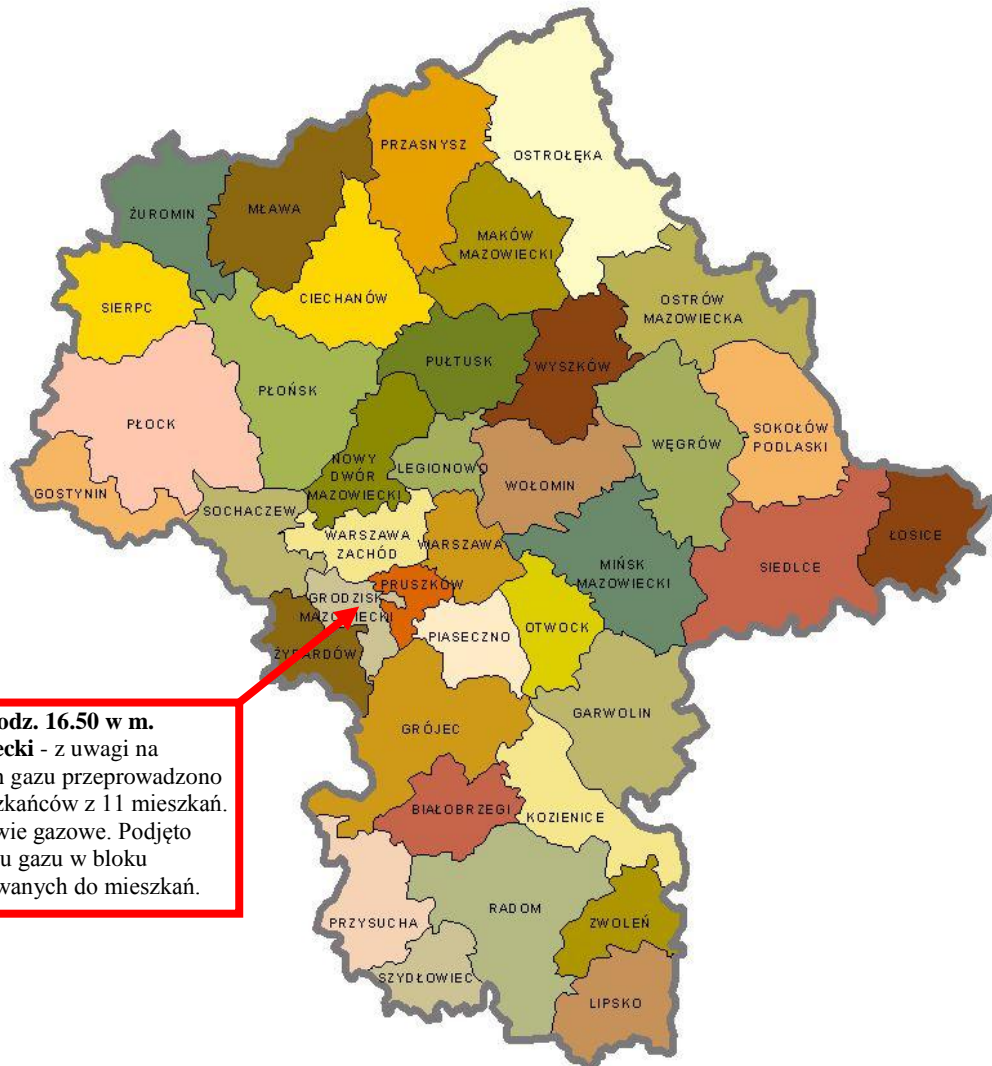 PRZASNYSZ
OSTROŁĘKA
ŻUROMIN
MŁAWA
MAKÓW
MAZOWIECKI
SIERPC
CIECHANÓW
OSTRÓW
MAZOWIECKA
PUŁTUSK
WYSZKÓW
PŁOŃSK
PŁOCK
SOKOŁÓW
PODLASKI
WĘGRÓW
NOWY
DWÓR
MAZOWIECKI
LEGIONOWO
WOŁOMIN
GOSTYNIN
SOCHACZEW
WARSZAWA
ZACHÓD
WARSZAWA
MIŃSK
MAZOWIECKI
SIEDLCE
ŁOSICE
PRUSZKÓW
GRODZISK
MAZOWIECKI
PIASECZNO
OTWOCK
ŻYRARDÓW
GARWOLIN
GRÓJEC
odz. 16.50 w m.
ecki - z uwagi na
n gazu przeprowadzono
zkańców z 11 mieszkań.
wie gazowe. Podjęto
u gazu w bloku
wanych do mieszkań.
BIAŁOBRZEGI
KOZIENICE
RADOM
PRZYSUCHA
ZWOLEŃ
SZYDŁOWIEC
LIPSKO